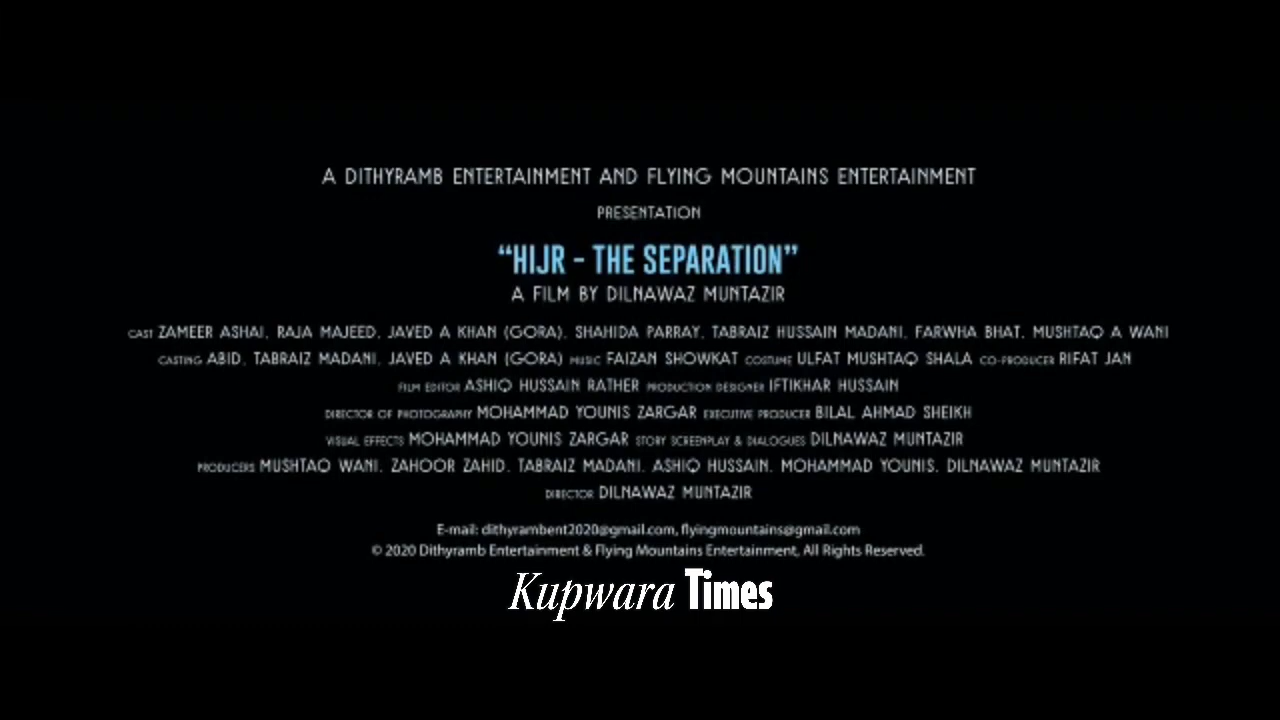 A DITHYRAMB ENTERTAINMENT AND FLYING MOUNTAINS ENTERTAINMENT
PRESENTATION
“HIJR - THE SEPARATION”
A FILM BY DILNAWAZ MUNTAZIR
CAST ZAMEER ASHAI, RAJA MAJEED, JAVED A KHAN (GORA), SHAHIDA PARRAY, TABRAIZ HUSSAIN MADANI, FARWHA BHAT, MUSHTAQ A WANI
CASTING ABID, TABRAIZ MADANI, JAVED A KHAN (GORA) MUSIC FAIZAN SHOWKAT COSTUME ULFAT MUSHTAQ SHALA CO-PRODUCER RIFAT JAN
FILM EDITOR ASHIQ HUSSAIN RATHER PRODUCTION DESIGNER IFTIKHAR HUSSAIN
DIRECTOR OF PHOTOGRAPHY MOHAMMAD YOUNIS ZARGAR EXECUTIVE PRODUCER BILAL AHMAD SHEIKH
VISUAL EFFECTS MOHAMMAD YOUNIS ZARGAR STORY SCREENPLAY & DIALOGUES DILNAWAZ MUNTAZIR
PRODUCERS MUSHTAQ WANI, ZAHOOR ZAHID, TABRAIZ MADANI, ASHIQ HUSSAIN, MOHAMMAD YOUNIS, DILNAWAZ MUNTAZIR
DIRECTOR DILNAWAZ MUNTAZIR
E-mail: dithyrambent2020@gmail.com, flyingmountains@gmail.com
© 2020 Dithyramb Entertainment & Flying Mountains Entertainment, All Rights Reserved.
Kupwara Times